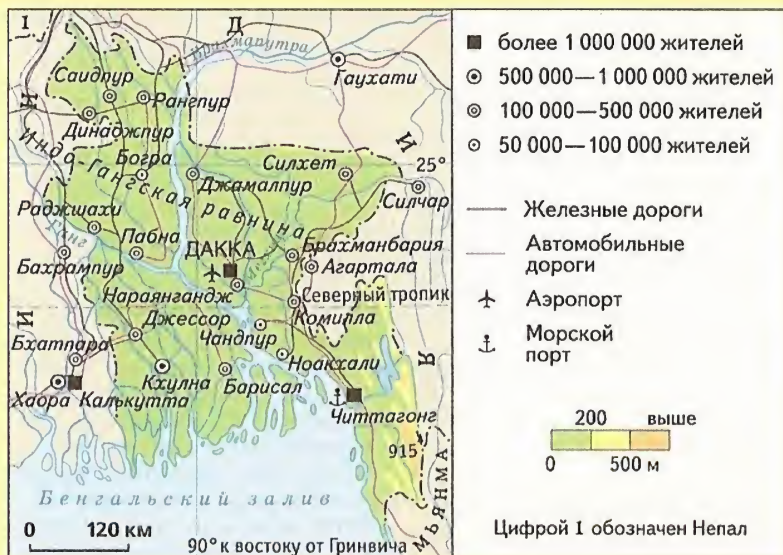 1
Д
Брахмапутра
Гаухати
Саидпур
Рангпур
И
Н
Д
И
Динаджпур
Индо-Гангская равнина
Богра
Силхет
25°
Джамалпур
Силчар
Раджшахи
Ганг
Пабна
ДАККА
Брахманбария
Бахрампур
Агартала
Нараянгандж
Северный тропик
Джессор
Комилла
И
Чандпур
Я
Бхатпара
Ноакхали
Кхулна
Барисал
Хаора
Калькутта
Читтагонг
915
МЬЯНМА
Бенгальский залив
0 120 км
90° к востоку от Гринвича
более 1 000 000 жителей
500 000—1 000 000 жителей
100 000—500 000 жителей
50 000—100 000 жителей
Железные дороги
Автомобильные
дороги
Аэропорт
Морской
порт
200 выше
0 500 м
Цифрой 1 обозначен Непал